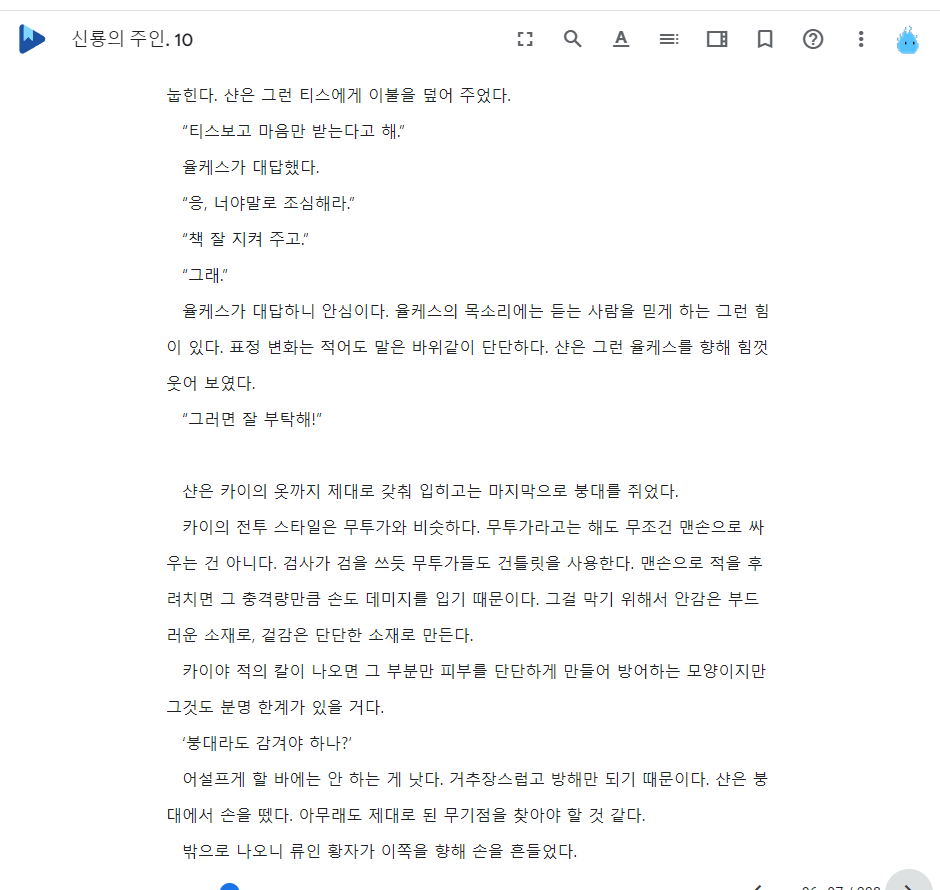 신룡의 주인. 10
눕힌다. 샨은 그런 티스에게 이불을 덮어 주었다.
“티스보고 마음만 받는다고 해.”
율케스가 대답했다.
“응, 너야말로 조심해라.”
“책 잘 지켜 주고.”
“그래.”
율케스가 대답하니 안심이다. 율케스의 목소리에는 듣는 사람을 믿게 하는 그런 힘
이 있다. 표정 변화는 적어도 말은 바위같이 단단하다. 샨은 그런 율케스를 향해 힘껏
웃어 보였다.
“그러면 잘 부탁해!”
샨은 카이의 옷까지 제대로 갖춰 입히고는 마지막으로 붕대를 쥐었다.
카이의 전투 스타일은 무투가와 비슷하다. 무투가라고는 해도 무조건 맨손으로 싸
우는 건 아니다. 검사가 검을 쓰듯 무투가들도 건틀릿을 사용한다. 맨손으로 적을 후
려치면 그 충격량만큼 손도 데미지를 입기 때문이다. 그걸 막기 위해서 안감은 부드
러운 소재로, 겉감은 단단한 소재로 만든다.
카이야 적의 칼이 나오면 그 부분만 피부를 단단하게 만들어 방어하는 모양이지만
그것도 분명 한계가 있을 거다.
‘붕대라도 감겨야 하나?’
어설프게 할 바에는 안 하는 게 낫다. 거추장스럽고 방해만 되기 때문이다. 샨은 붕
대에서 손을 뗐다. 아무래도 제대로 된 무기점을 찾아야 할 것 같다.
밖으로 나오니 류인 황자가 이쪽을 향해 손을 흔들었다.